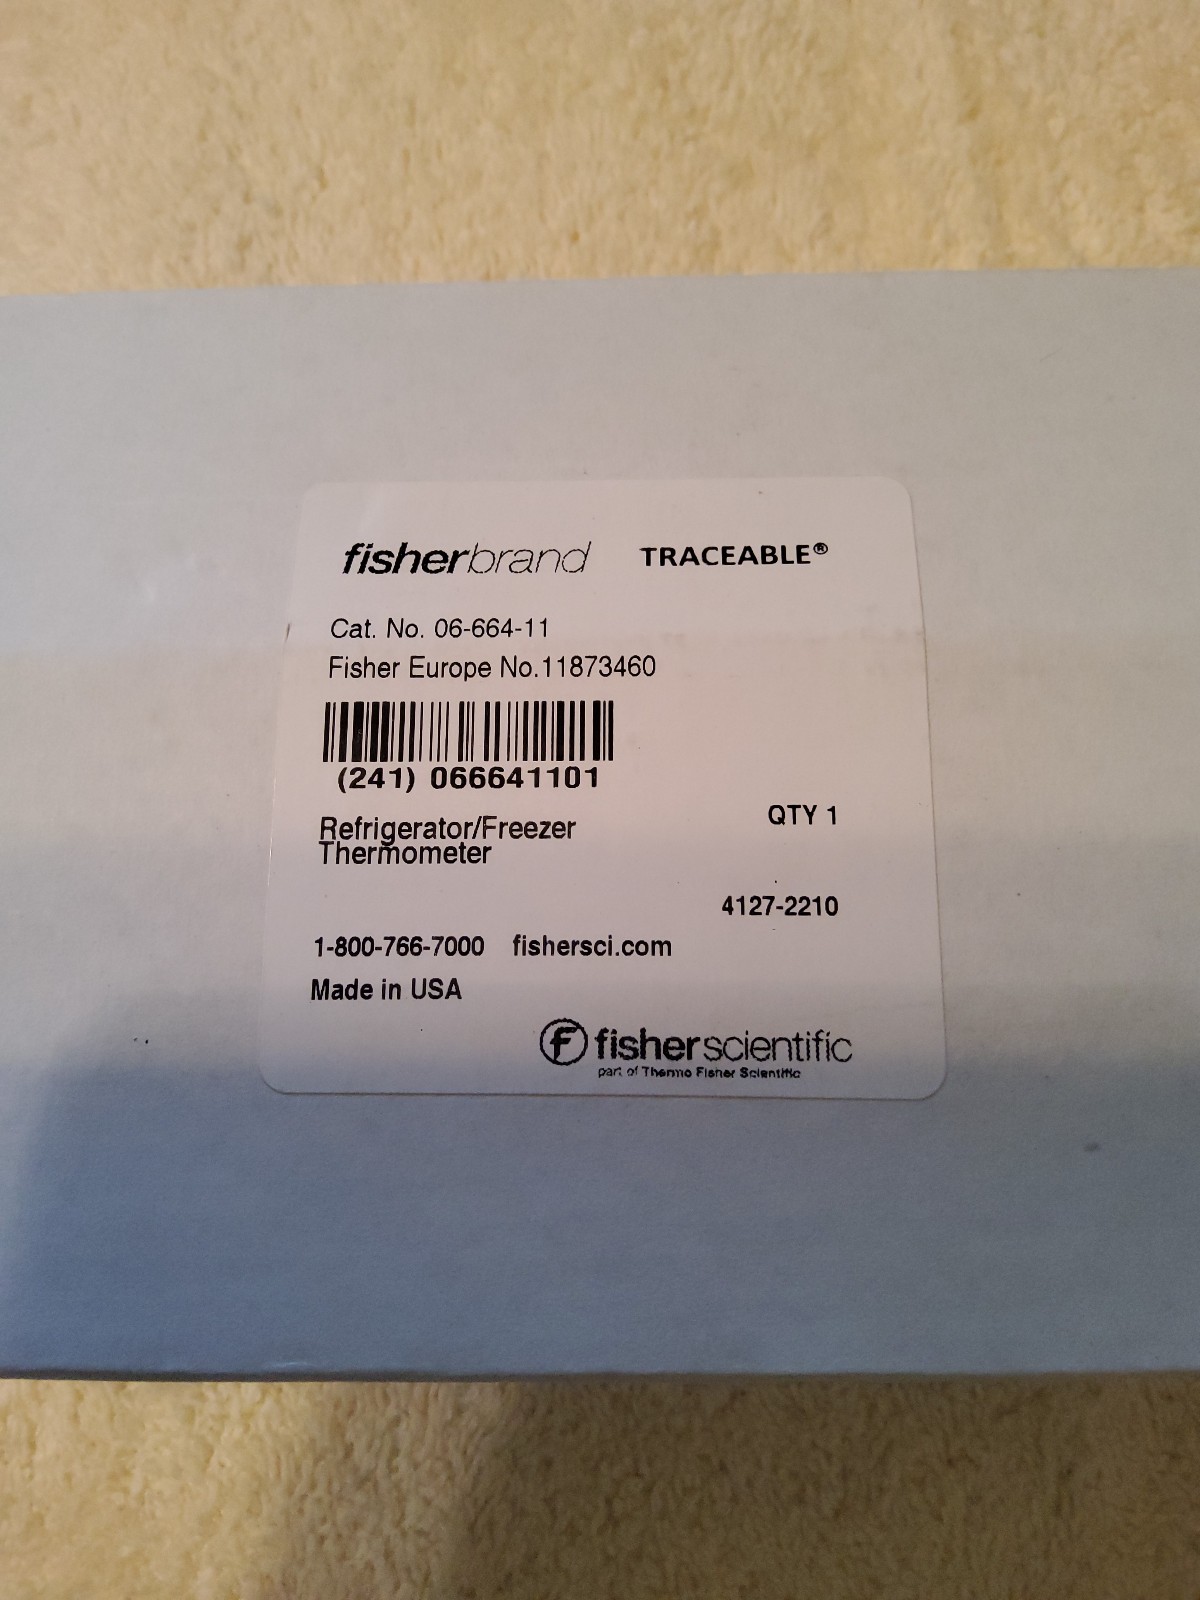 fisherbrand TRACEABLE®
Cat. No. 06-664-11
Fisher Europe No.11873460
(241) 066641101
Refrigerator/Freezer
Thermometer
QTY 1
4127-2210
1-800-766-7000 fishersci.com
Made in USA
F fisherscientific
part of Thermo Fisher Scientific